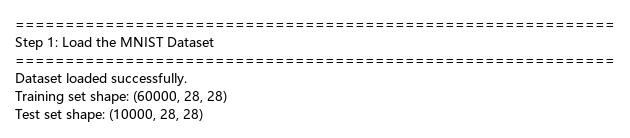 ============================================================
Step 1: Load the MNIST Dataset
============================================================
Dataset loaded successfully.
Training set shape: (60000, 28, 28)
Test set shape: (10000, 28, 28)